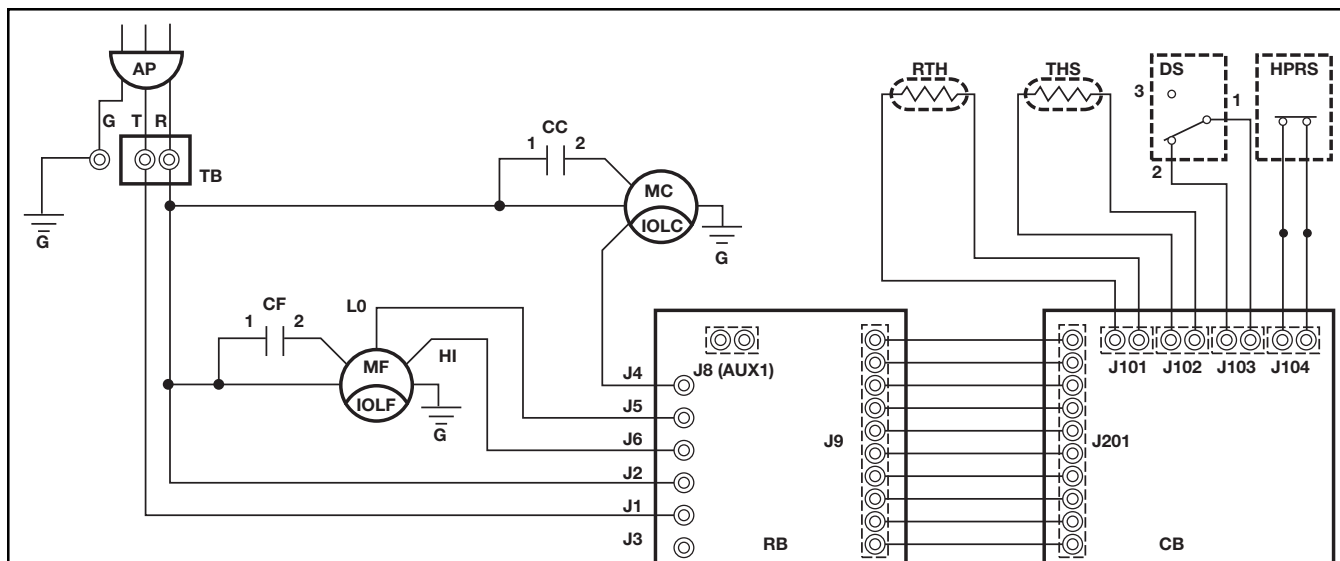 AP
RTH
THS
DS
HPRS
3
1
G T R
CC
1 2
TB
2
MC
IOLC
G
G
L0
CF
1 2
HI
MF
IOLF
G
J8 (AUX1)
J101 J102 J103 J104
J4
J5
J6
J9
J201
J2
J1
J3
RB
CB